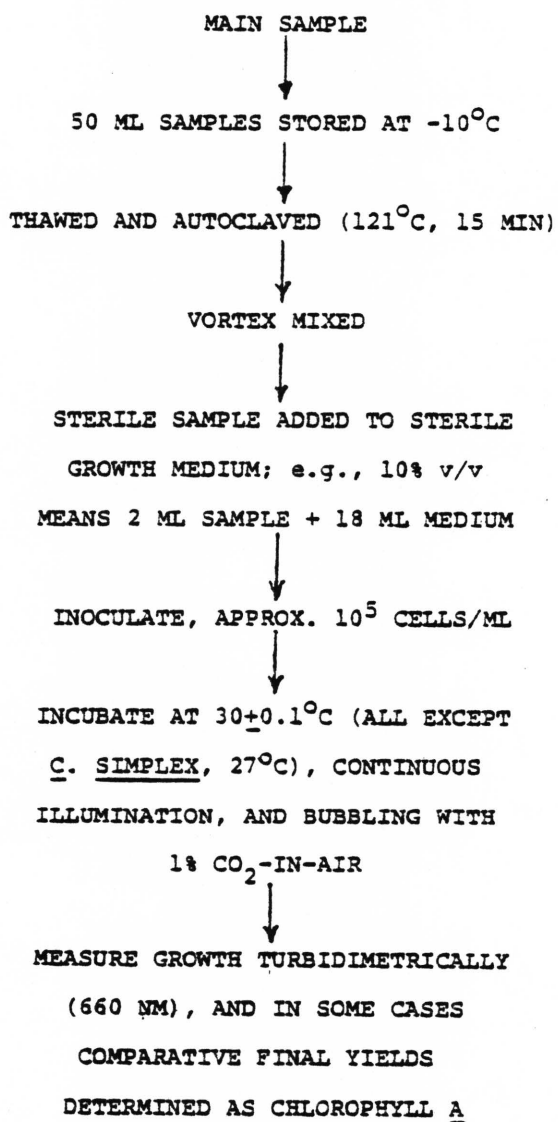 MAIN SAMPLE
50 ML SAMPLES STORED AT -10°C
THAWED AND AUTOCLAVED (121°C, 15 MIN)
VORTEX MIXED
STERILE SAMPLE ADDED TO STERILE
GROWTH MEDIUM; e.g., 10% v/v
MEANS 2 ML SAMPLE + 18 ML MEDIUM
INOCULATE, APPROX. 10⁵ CELLS/ML
INCUBATE AT 30±0.1°C (ALL EXCEPT
C. SIMPLEX, 27°C), CONTINUOUS
ILLUMINATION, AND BUBBLING WITH
1% CO₂-IN-AIR
MEASURE GROWTH TURBIDIMETRICALLY
(660 NM), AND IN SOME CASES
COMPARATIVE FINAL YIELDS
DETERMINED AS CHLOROPHYLL A